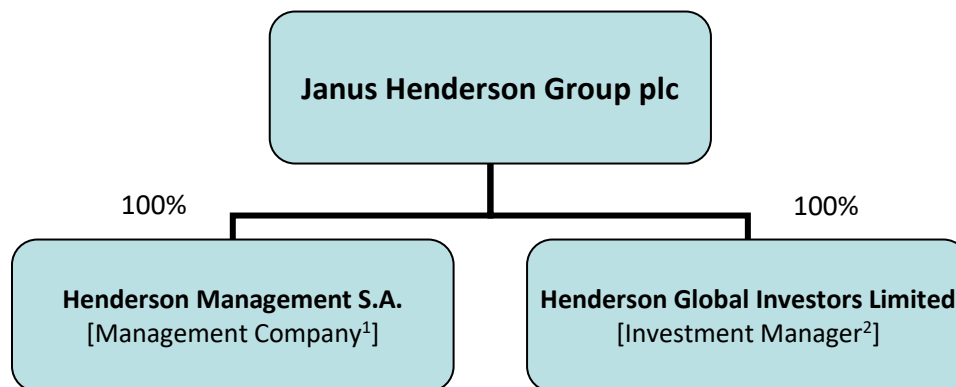 Janus Henderson Group plc
100%
100%
Henderson Management S.A.
[Management Company¹]
Henderson Global Investors Limited
[Investment Manager²]